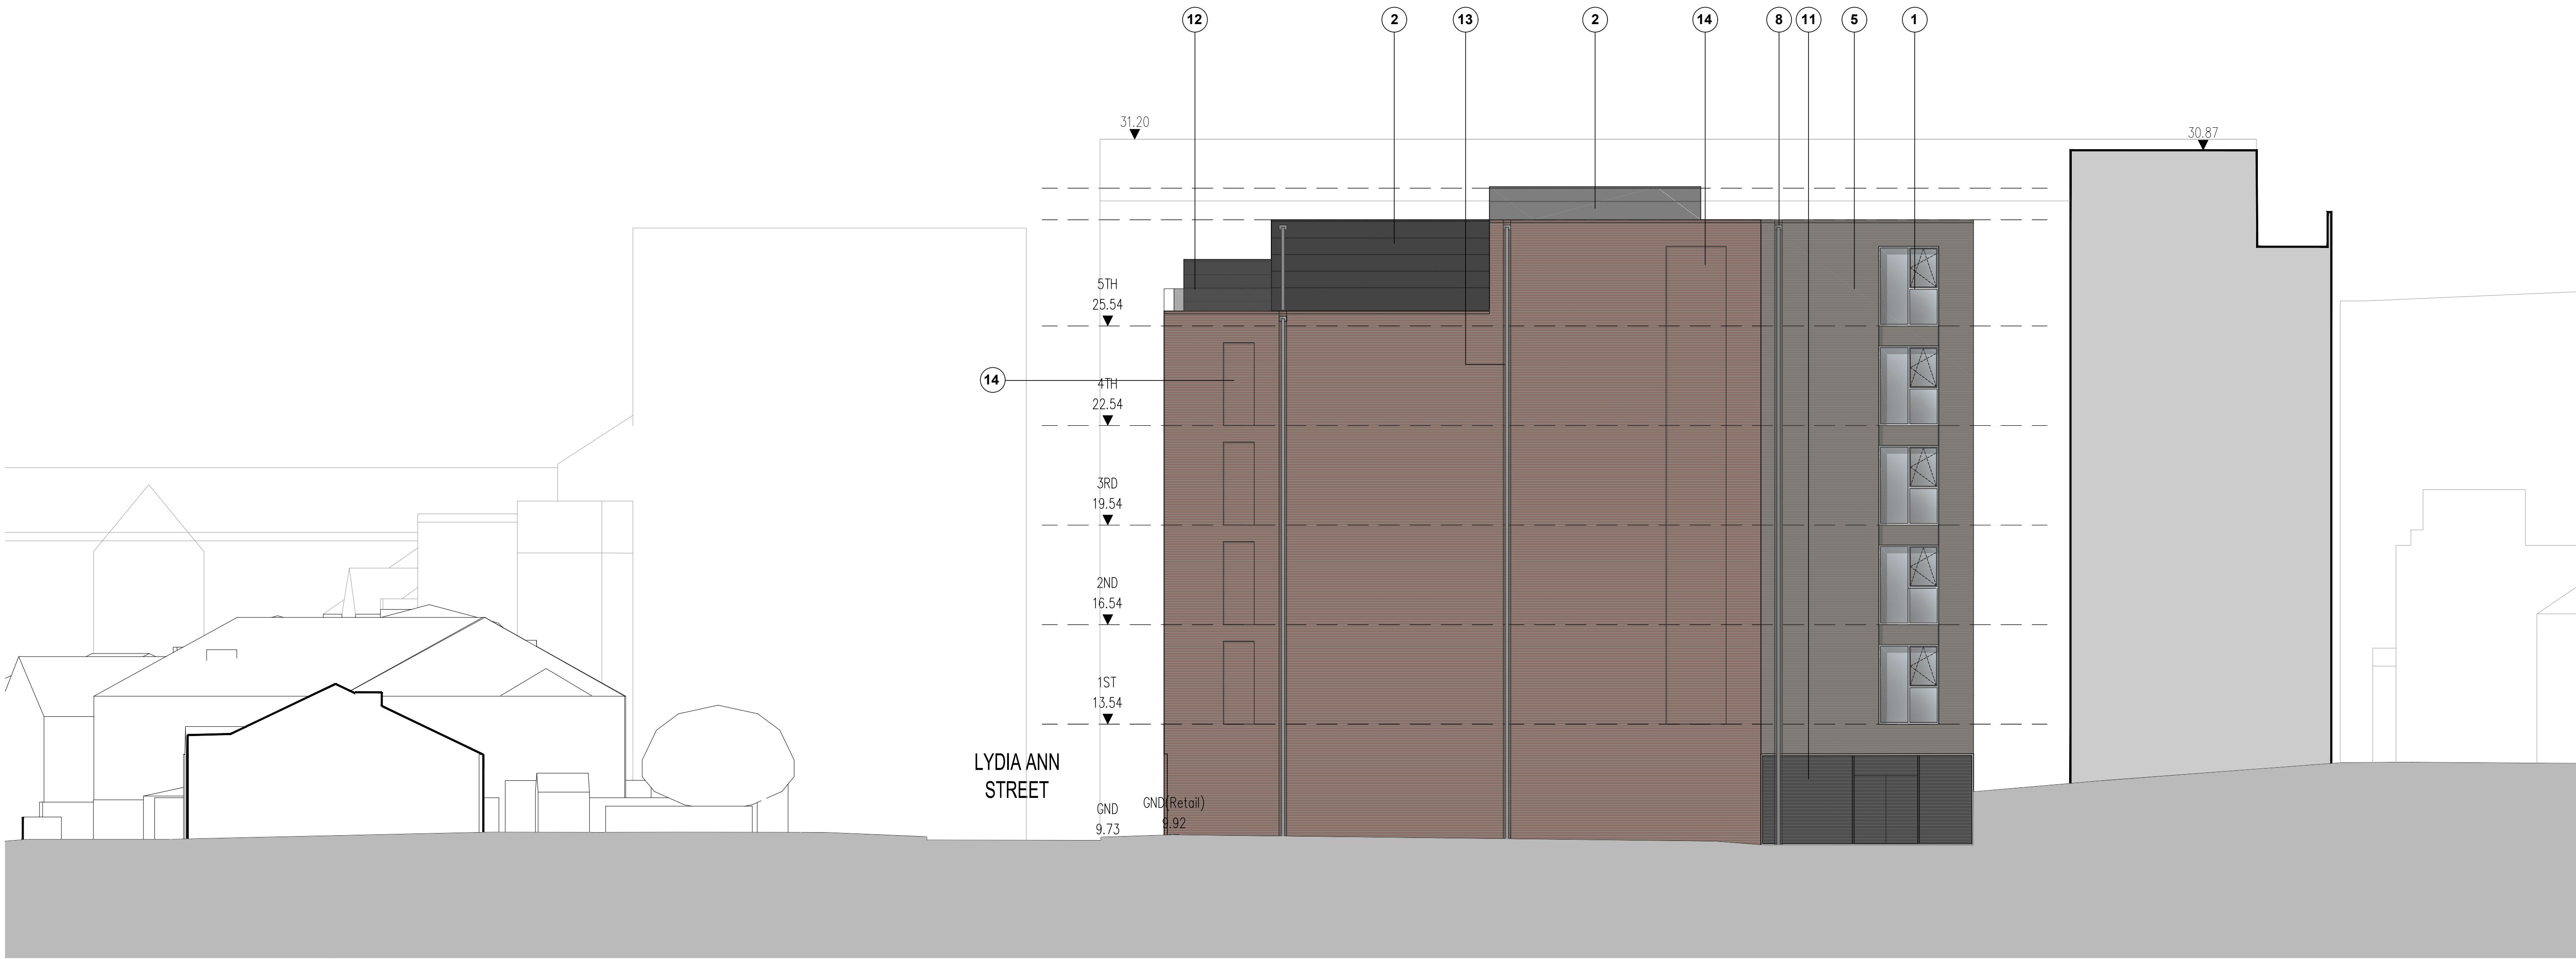 12
2
13
2
14
8
11
5
1
31.20
30.87
5TH
25.54
14
4TH
22.54
3RD
19.54
2ND
16.54
1ST
13.54
LYDIA ANN
STREET
GND
9.73
GND(Retail)
9.92